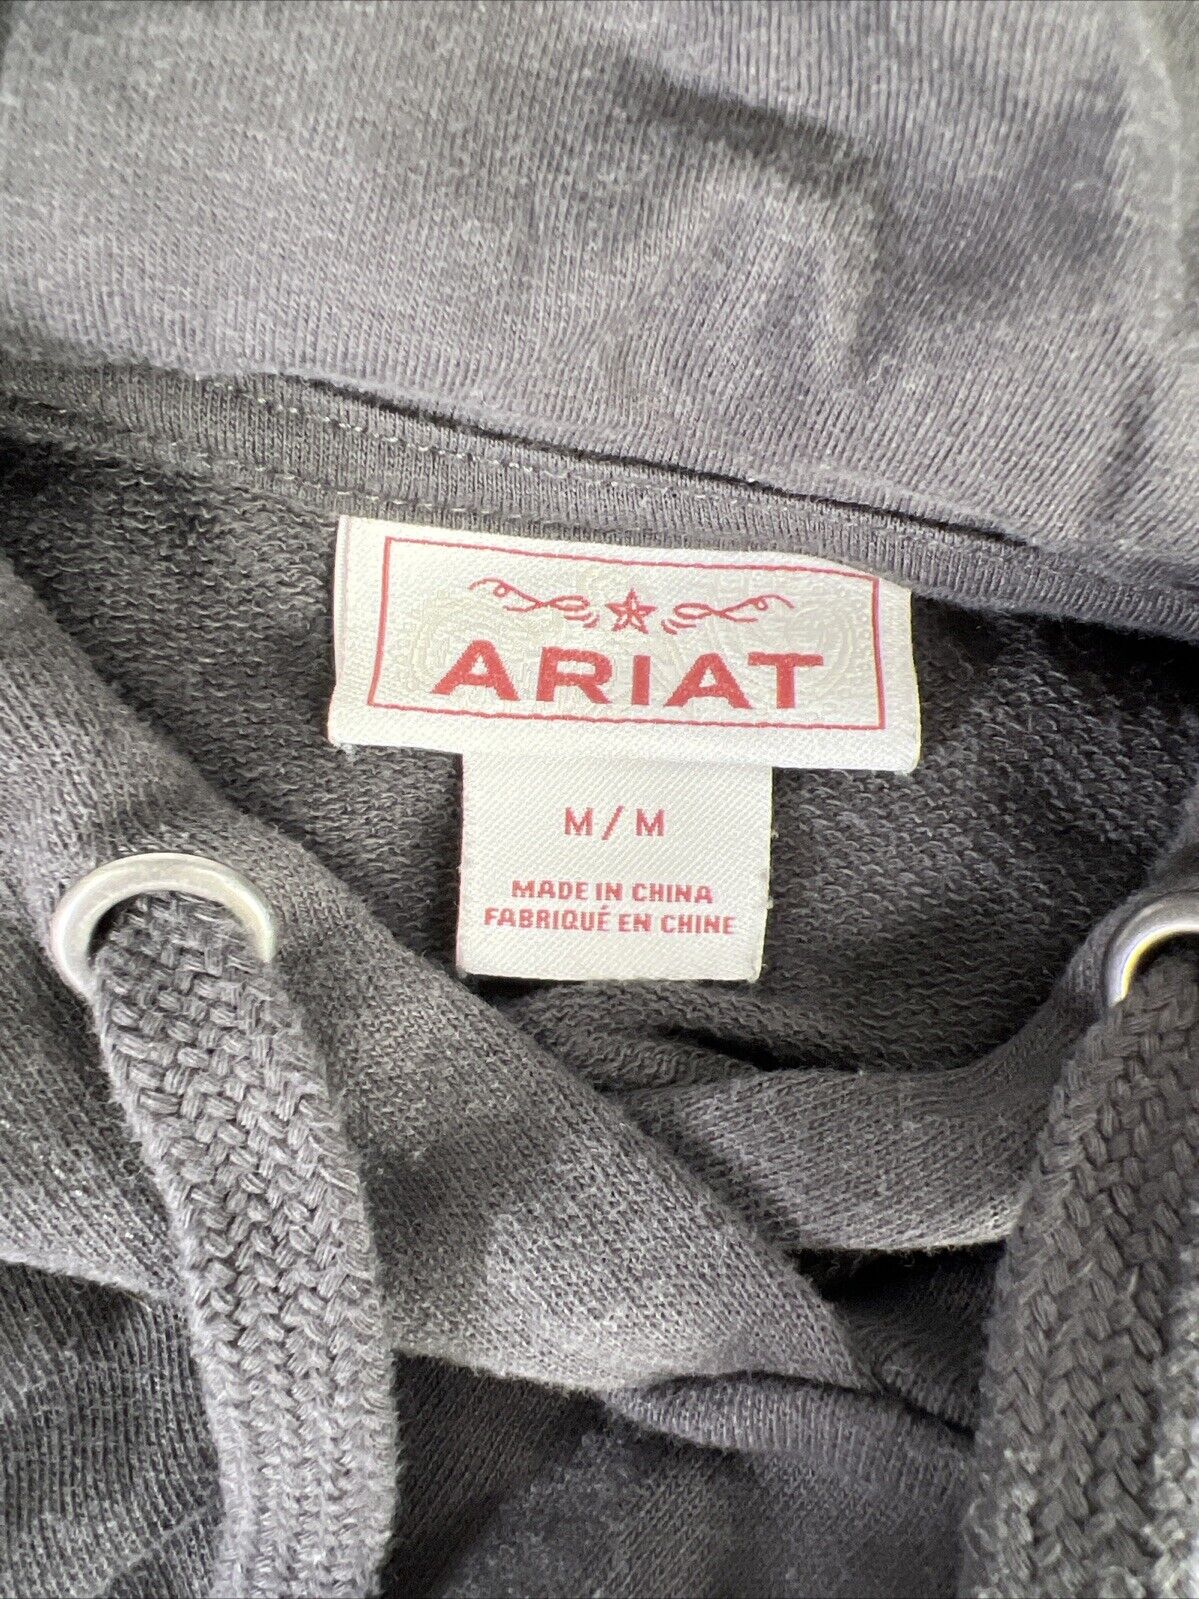 ARIAT
M / M
MADE IN CHINA
FABRIQUÉ EN CHINE